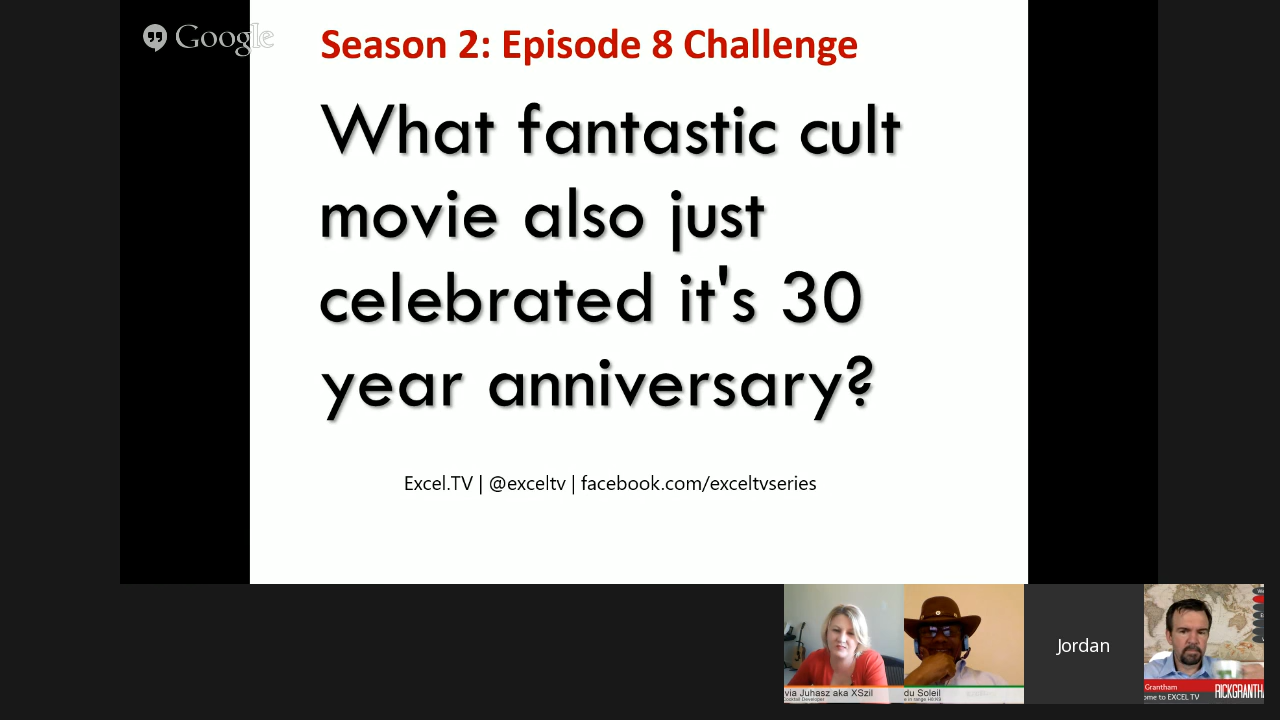 Google
Season 2: Episode 8 Challenge
What fantastic cult
movie also just
celebrated it's 30
year anniversary?
Excel.TV | @exceltv | facebook.com/exceltvseries
via Juhasz aka XSzil
du Soleil
Jordan
Grantham
ome to EXCEL TV
RICKGRANTH